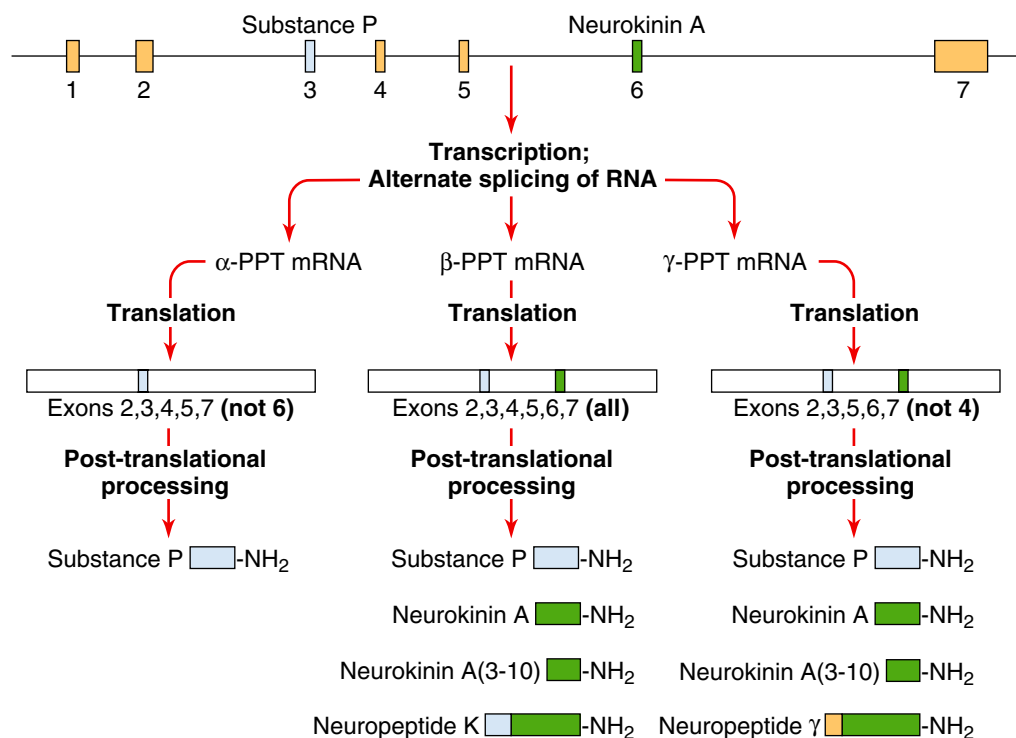 Substance P Neurokinin A
1 2 3 4 5 6 7
Transcription;
Alternate splicing of RNA
α-PPT mRNA β-PPT mRNA γ-PPT mRNA
Translation Translation Translation
Exons 2,3,4,5,7 (not 6) Exons 2,3,4,5,6,7 (all) Exons 2,3,5,6,7 (not 4)
Post-translational Post-translational Post-translational
processing processing processing
Substance P -NH₂ Substance P -NH₂ Substance P -NH₂
Neurokinin A -NH₂ Neurokinin A -NH₂
Neurokinin A(3-10) -NH₂ Neurokinin A(3-10) -NH₂
Neuropeptide K -NH₂ Neuropeptide γ -NH₂